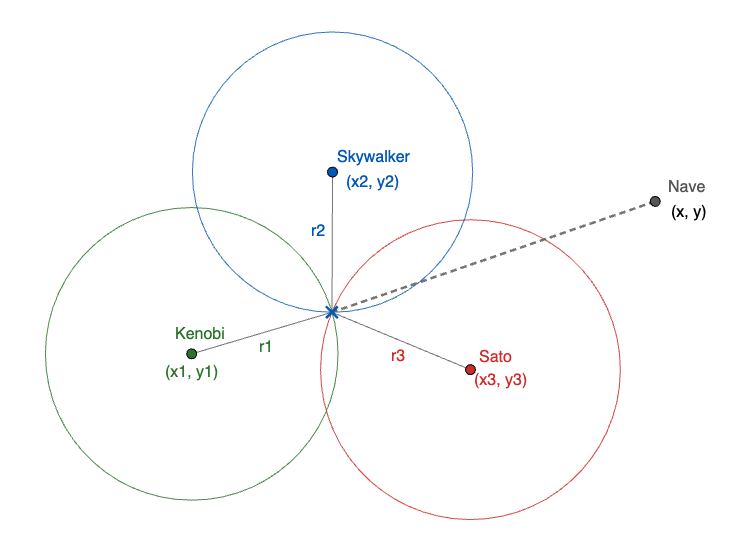 Skywalker
(x2, y2)
Nave
(x, y)
r2
Kenobi
(x1, y1)
r1
r3
Sato
(x3, y3)